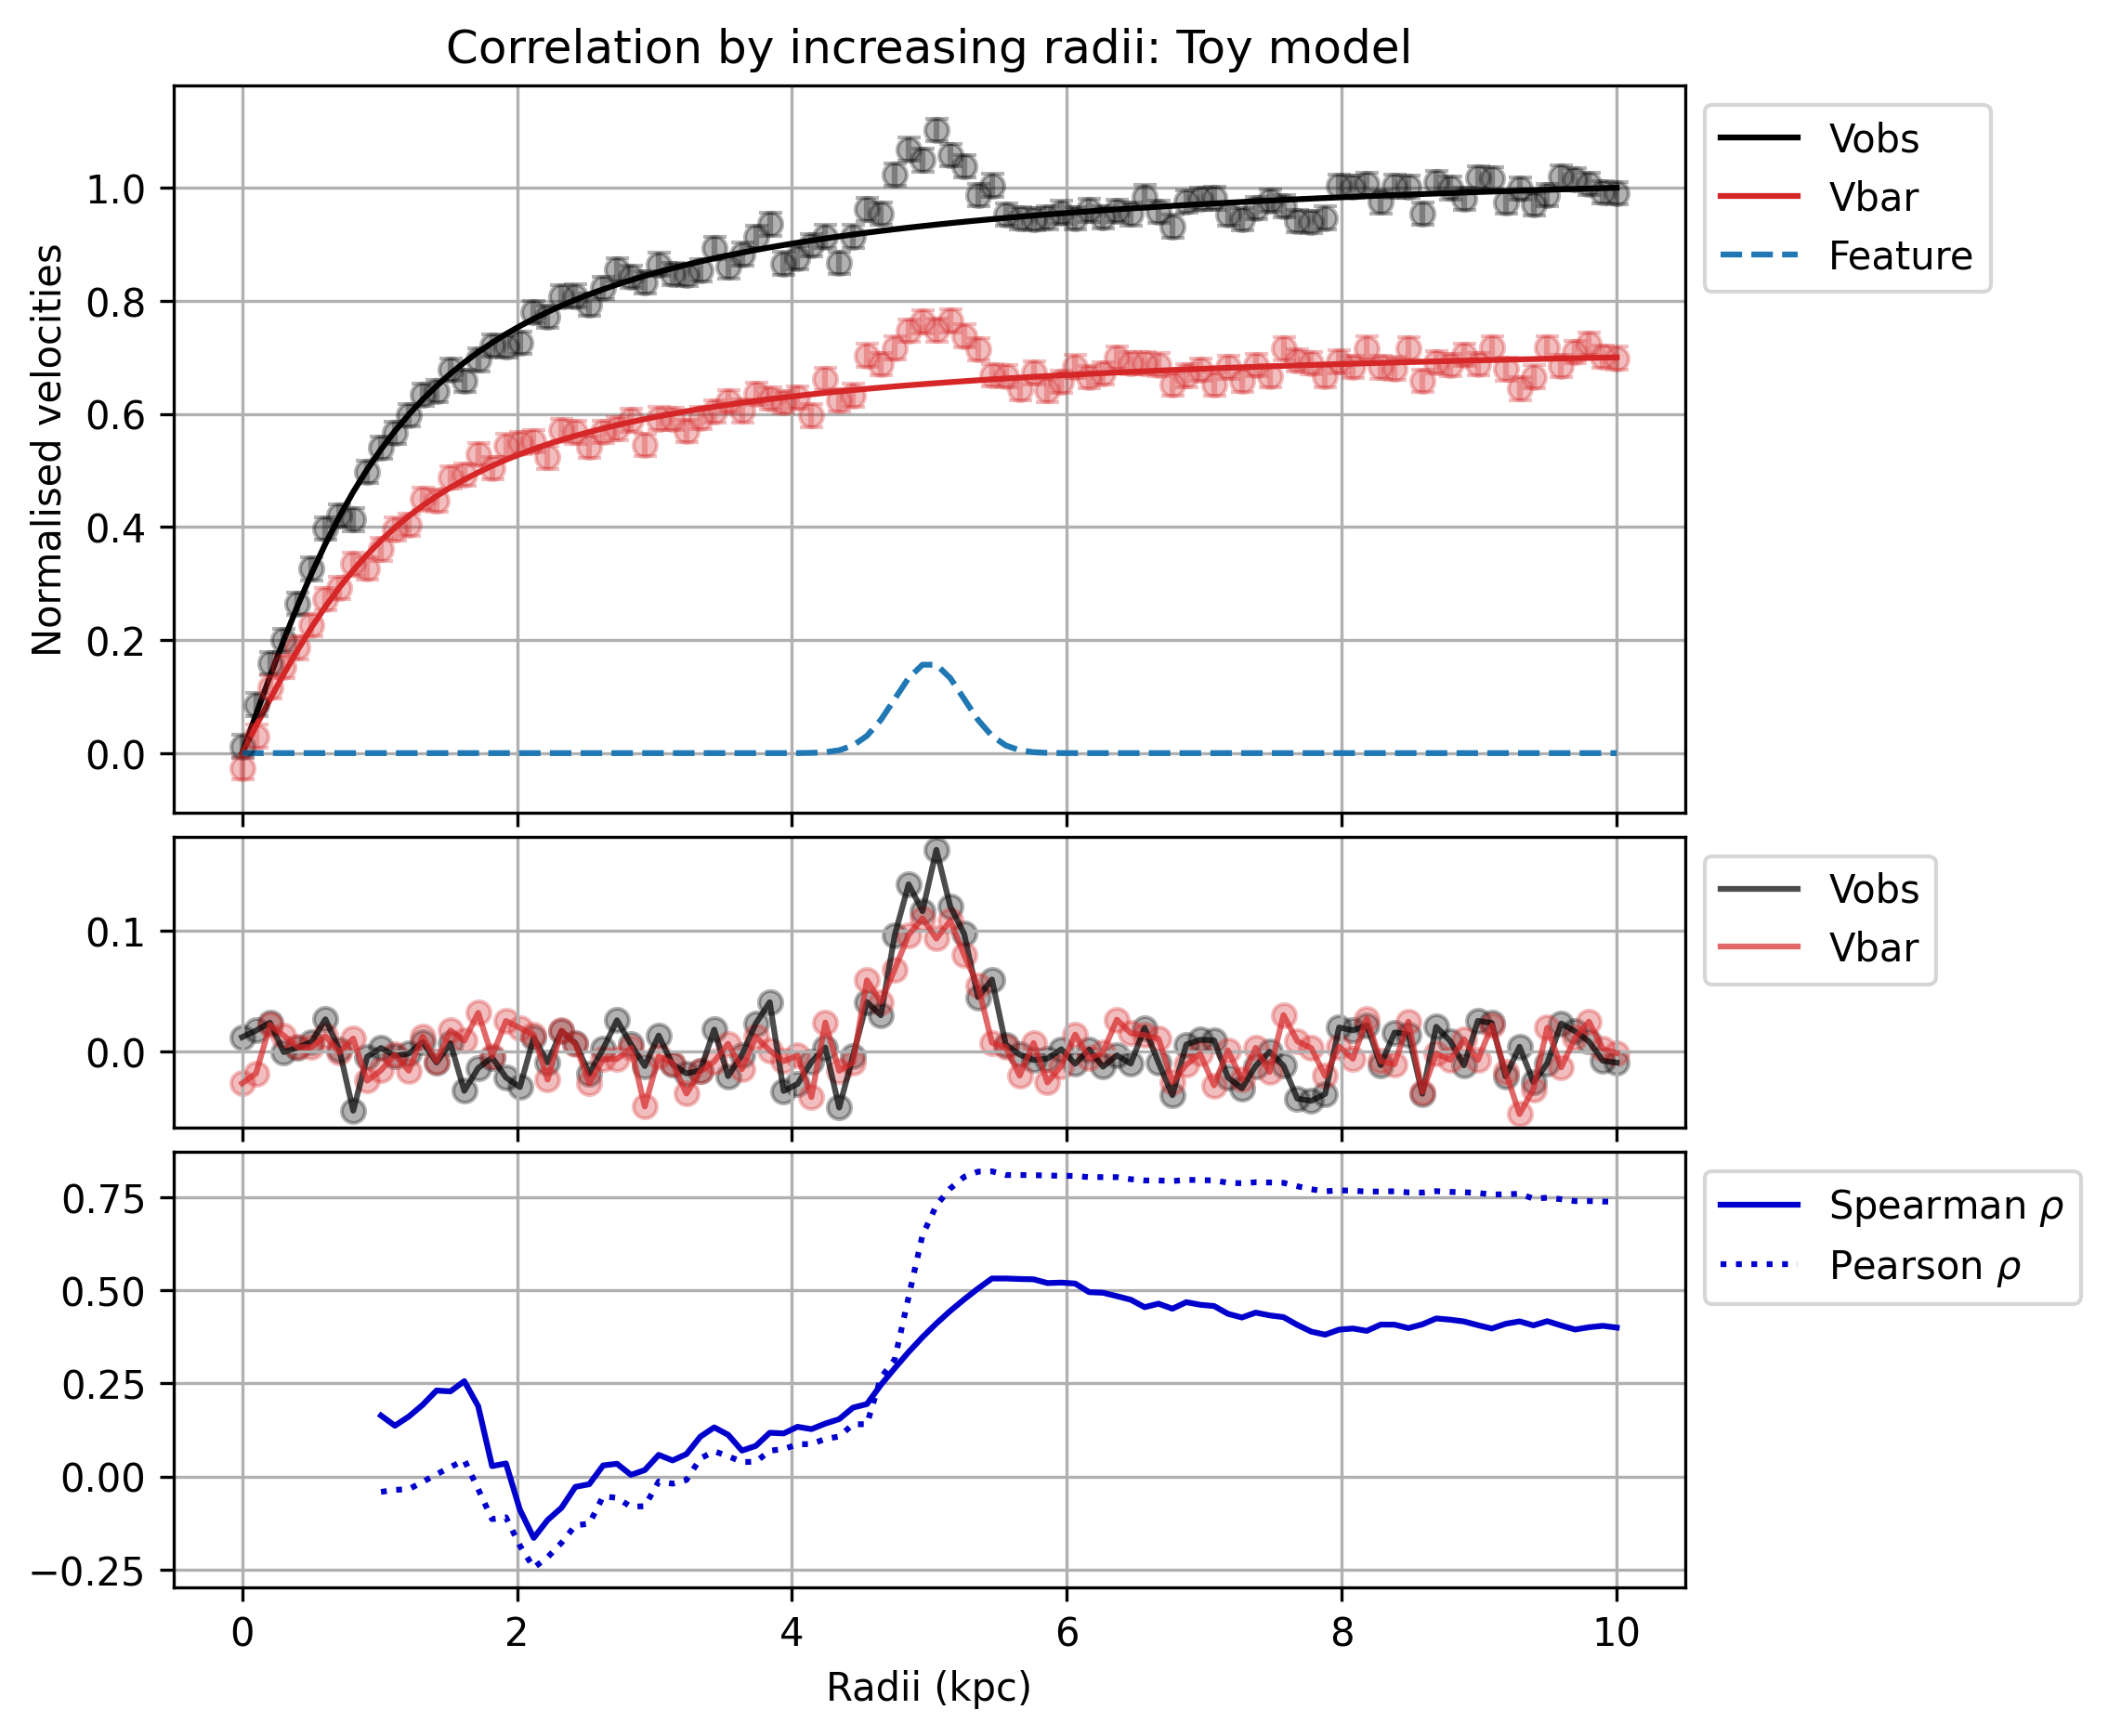 Correlation by increasing radii: Toy model
Normalised velocities
1.0
0.8
0.6
0.4
0.2
0.0
Vobs
Vbar
Feature
0.1
0.0
Vobs
Vbar
0.75
0.50
0.25
0.00
−0.25
Spearman ρ
Pearson ρ
0 2 4 6 8 10
Radii (kpc)